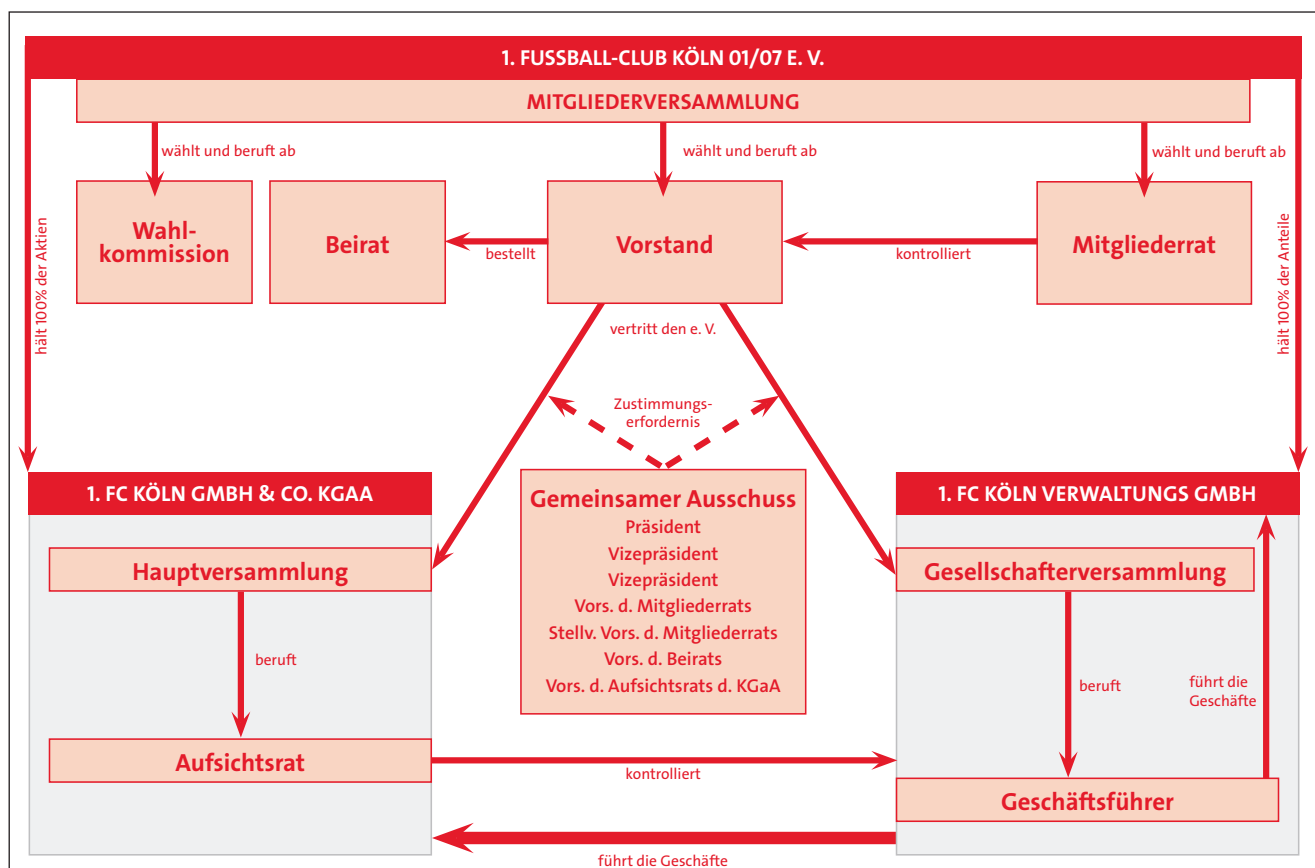 1. FUSSBALL-CLUB KÖLN 01/07 E. V.
MITGLIEDERVERSAMMLUNG
wählt und beruft ab
wählt und beruft ab
wählt und beruft ab
hält 100% der Aktien
Wahl-
kommission
Beirat
bestellt
Vorstand
kontrolliert
Mitgliederrat
hält 100% der Anteile
vertritt den e. V.
Zustimmungs-
erfordernis
1. FC KÖLN GMBH & CO. KGAA
Hauptversammlung
beruft
Aufsichtsrat
Gemeinsamer Ausschuss
Präsident
Vizepräsident
Vizepräsident
Vors. d. Mitgliederrats
Stellv. Vors. d. Mitgliederrats
Vors. d. Beirats
Vors. d. Aufsichtsrats d. KGaA
1. FC KÖLN VERWALTUNGS GMBH
Gesellschafterversammlung
beruft
führt die
Geschäfte
Geschäftsführer
kontrolliert
führt die Geschäfte